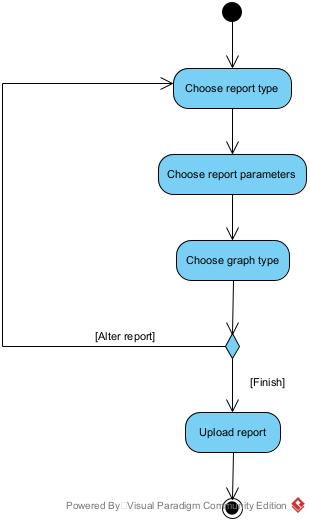 Choose report type
Choose report parameters
Choose graph type
[Alter report]
[Finish]
Upload report
Powered By Visual Paradigm Community Edition